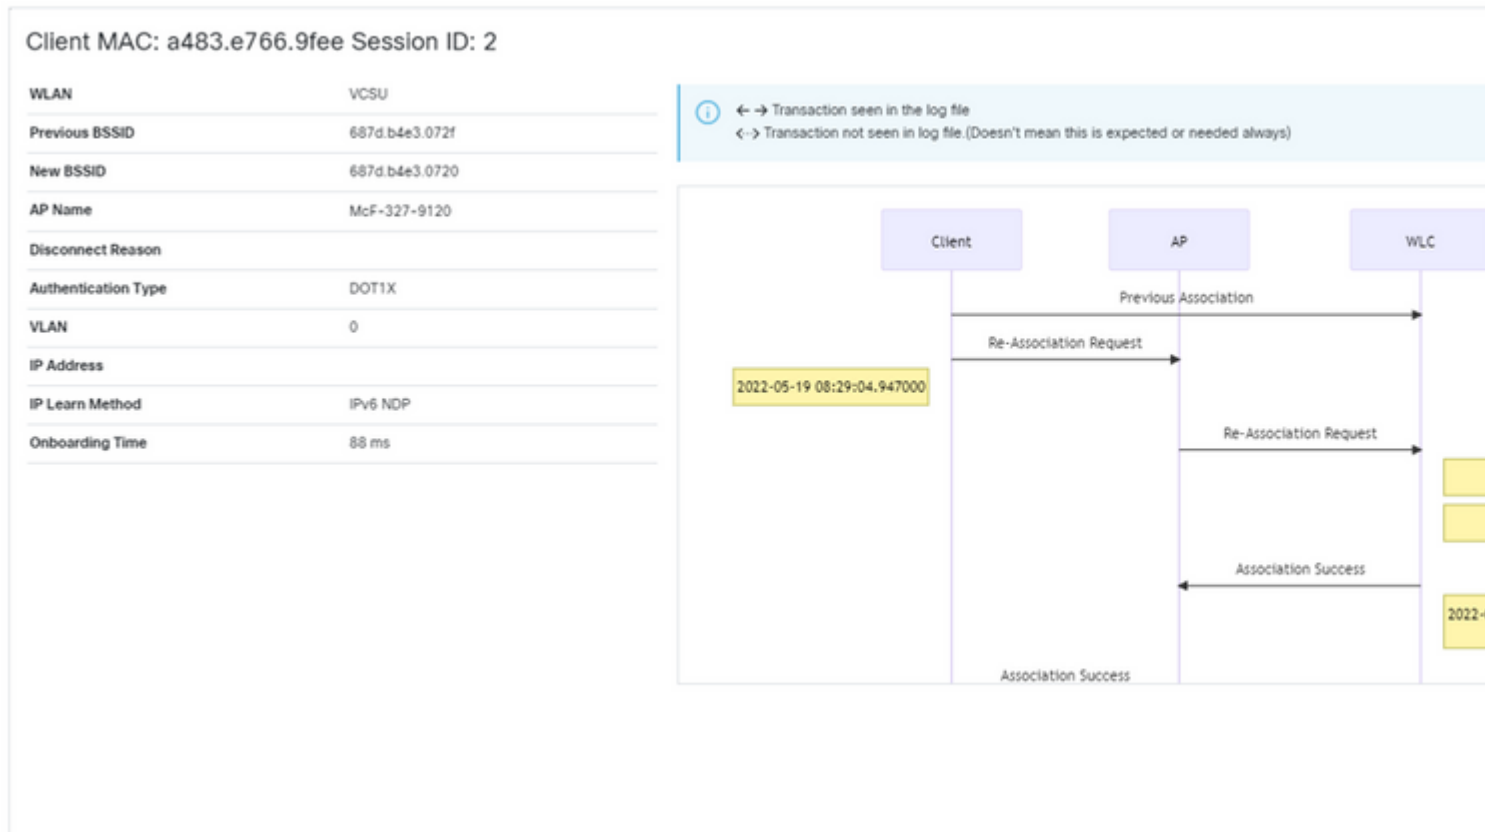 Client MAC: a483.e766.9fee Session ID: 2
WLAN VCSU
Previous BSSID 687d.b4e3.072f
New BSSID 687d.b4e3.0720
AP Name McF-327-9120
Disconnect Reason
Authentication Type DOT1X
VLAN 0
IP Address
IP Learn Method IPv6 NDP
Onboarding Time 88 ms
← → Transaction seen in the log file
<--> Transaction not seen in log file.(Doesn't mean this is expected or needed always)
Client AP WLC
Previous Association
Re-Association Request
2022-05-19 08:29:04.947000
Re-Association Request
Association Success
2022-
Association Success